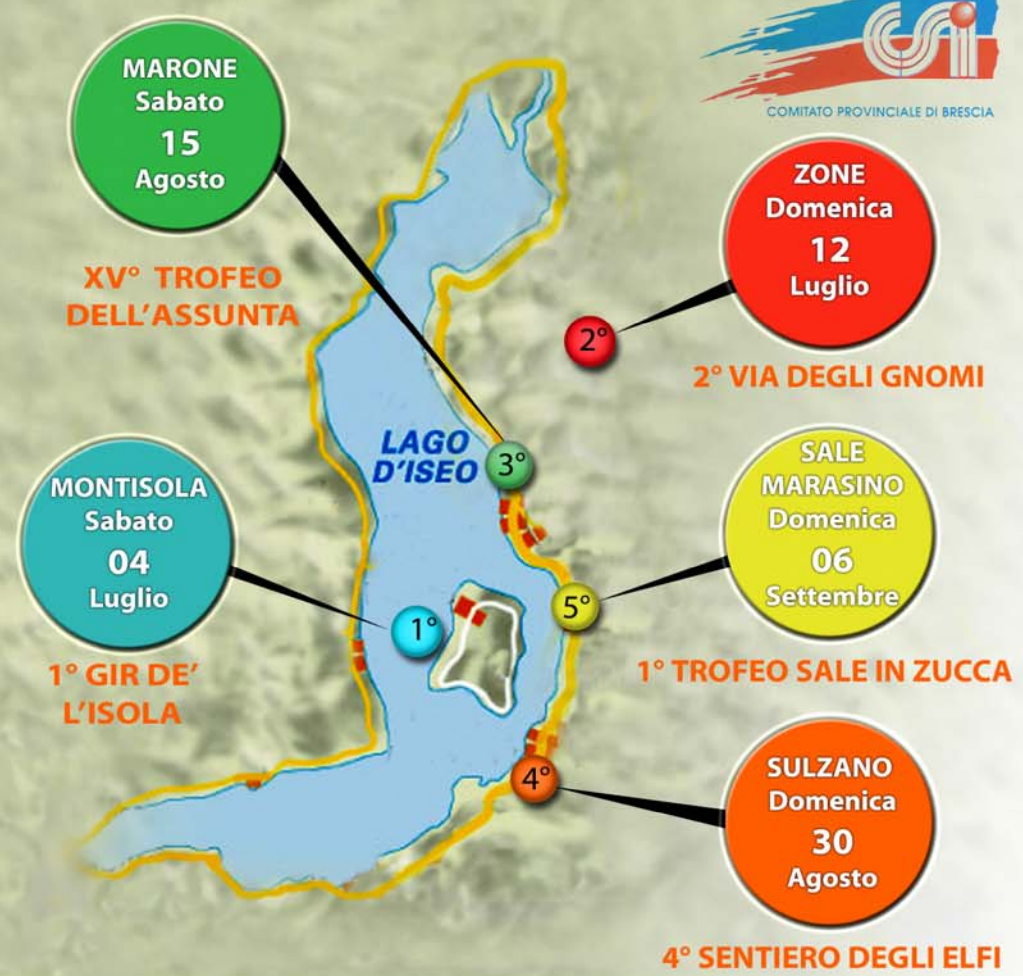 CSI
COMITATO PROVINCIALE DI BRESCIA
MARONE
Sabato
15
Agosto
XV° TROFEO
DELL'ASSUNTA
ZONE
Domenica
12
Luglio
2° VIA DEGLI GNOMI
2°
LAGO
D'ISEO
3°
MONTISOLA
Sabato
04
Luglio
1° GIR DE'
L'ISOLA
1°
SALE
MARASINO
Domenica
06
Settembre
1° TROFEO SALE IN ZUCCA
5°
4°
SULZANO
Domenica
30
Agosto
4° SENTIERO DEGLI ELFI